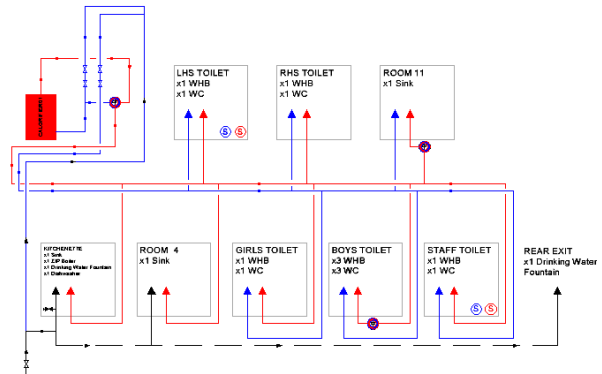 LHS TOILET
x1 WHB
x1 WC
S S
RHS TOILET
x1 WHB
x1 WC
ROOM 11
x1 Sink
KITCHENETTE
x1 Sink
x1 ZIP Boiler
x1 Drinking Water Fountain
x1 Dishwasher
ROOM 4
x1 Sink
GIRLS TOILET
x1 WHB
x1 WC
BOYS TOILET
x3 WHB
x3 WC
STAFF TOILET
x1 WHB
x1 WC
S S
REAR EXIT
x1 Drinking Water
Fountain